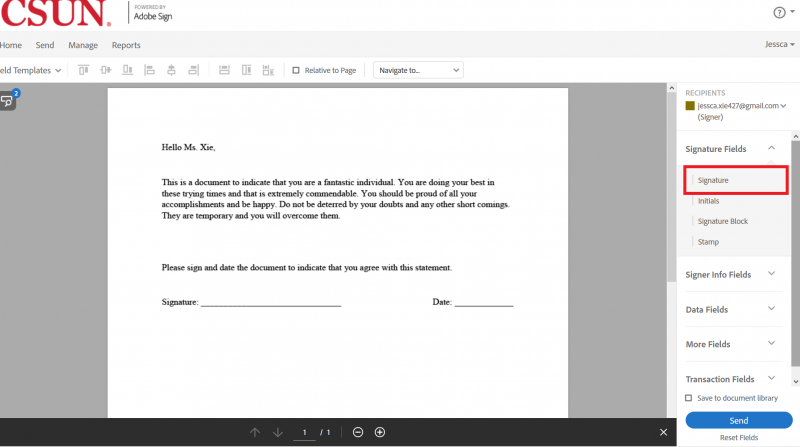 CSUN.
POWERED BY
Adobe Sign
?
Home Send Manage Reports
Jessca
eld Templates
Relative to Page
Navigate to...
2
RECIPIENTS
jessca.xie427@gmail.com
(Signer)
Hello Ms. Xie,
This is a document to indicate that you are a fantastic individual. You are doing your best in
these trying times and that is extremely commendable. You should be proud of all your
accomplishments and be happy. Do not be deterred by your doubts and any other short comings.
They are temporary and you will overcome them.
Please sign and date the document to indicate that you agree with this statement.
Signature: ________________________________ Date: ______________
Signature Fields
Signature
Initials
Signature Block
Stamp
Signer Info Fields
Data Fields
More Fields
Transaction Fields
Save to document library
Send
Reset Fields
1 / 1